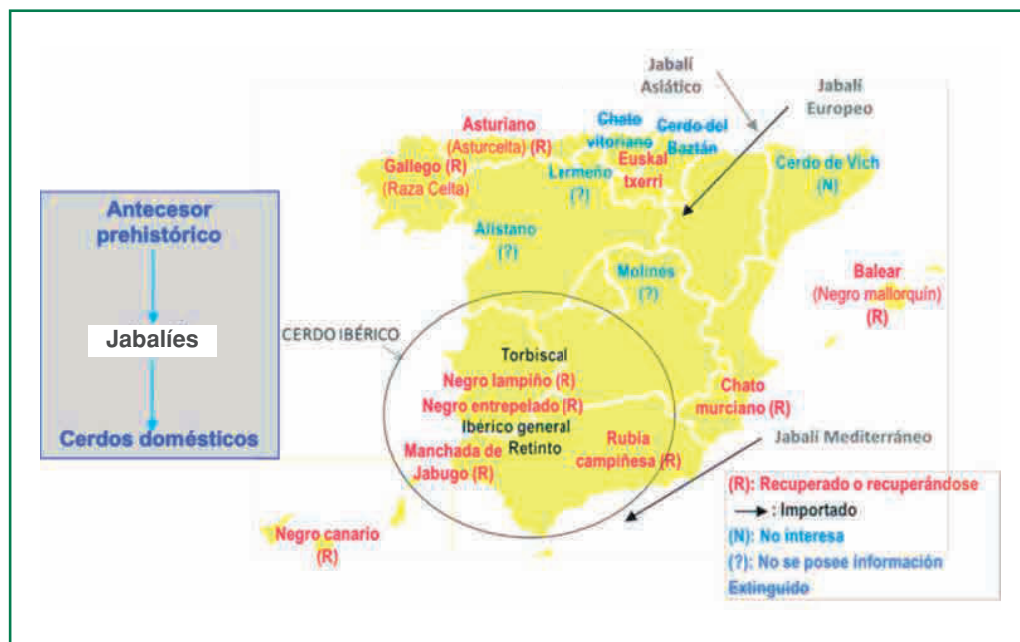 Jabalí
Asiático
Jabalí
Europeo
Asturiano
(Asturcelta) (R)
Chato
vitoriano
Cerdo del
Baztán
Gallego (R)
(Raza Celta)
Lermeño
(?)
Euskal
txerri
Cerdo de Vich
(N)
Antecesor
prehistórico
Jabalíes
Cerdos domésticos
Alistano
(?)
Molinés
(?)
Balear
(Negro mallorquín)
(R)
CERDO IBÉRICO
Torbiscal
Negro lampiño (R)
Negro entrepelado (R)
Ibérico general
Retinto
Manchada de
Jabugo (R)
Rubia
campiñesa (R)
Chato
murciano (R)
Jabalí Mediterráneo
Negro canario
(R)
(R): Recuperado o recuperándose
: Importado
(N): No interesa
(?): No se posee información
Extinguido